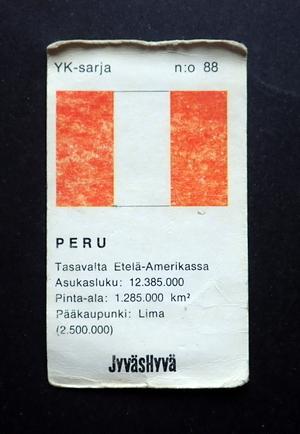 YK-sarja n:o 88
PERU
Tasavalta Etelä-Amerikassa
Asukasluku: 12.385.000
Pinta-ala: 1.285.000 km²
Pääkaupunki: Lima
(2.500.000)
JyväsHyvä